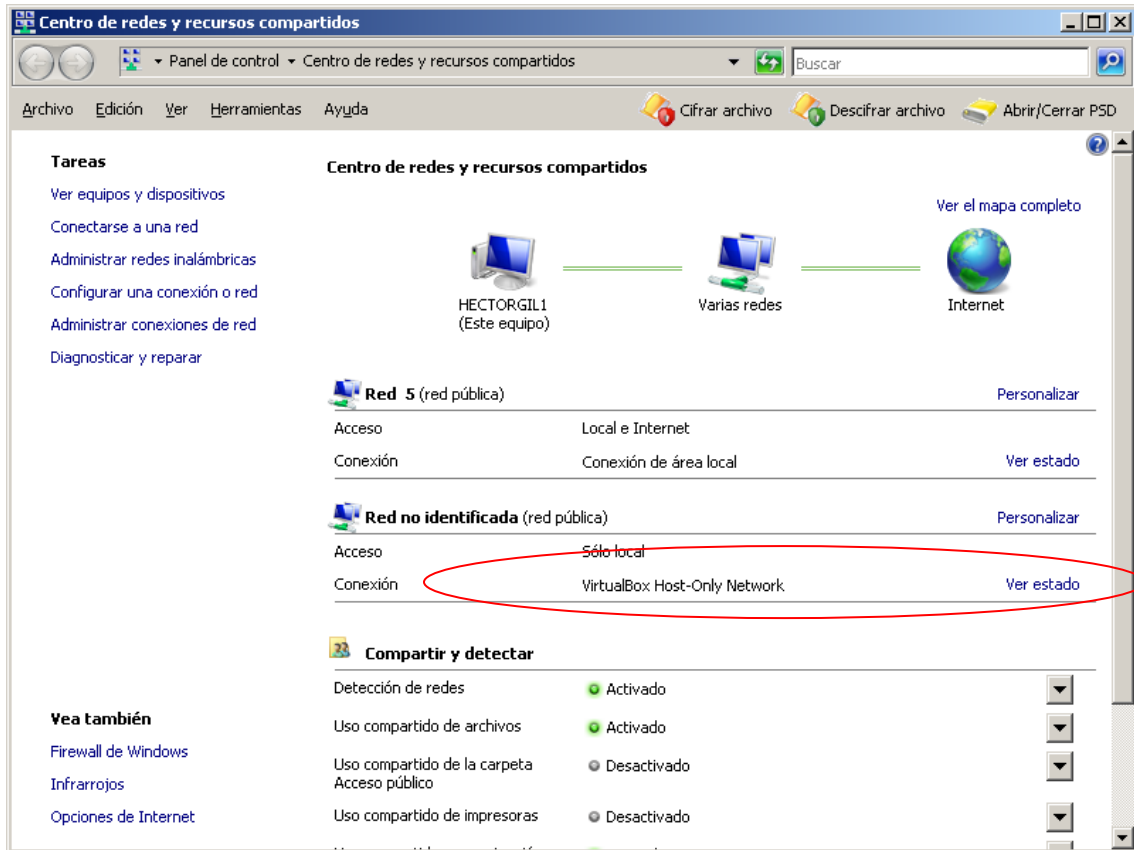 Centro de redes y recursos compartidos
Panel de control Centro de redes y recursos compartidos
Buscar
Archivo Edición Ver Herramientas Ayuda
Cifrar archivo Descifrar archivo Abrir/Cerrar PSD
Tareas
Ver equipos y dispositivos
Conectarse a una red
Administrar redes inalámbricas
Configurar una conexión o red
Administrar conexiones de red
Diagnosticar y reparar
Centro de redes y recursos compartidos
Ver el mapa completo
HECTORGIL1
(Este equipo)
Varias redes
Internet
Red 5 (red pública) Personalizar
Acceso Local e Internet
Conexión Conexión de área local Ver estado
Red no identificada (red pública) Personalizar
Acceso Sólo local
Conexión VirtualBox Host-Only Network Ver estado
Compartir y detectar
Detección de redes Activado
Uso compartido de archivos Activado
Uso compartido de la carpeta
Acceso público
Desactivado
Uso compartido de impresoras Desactivado
Vea también
Firewall de Windows
Infrarrojos
Opciones de Internet